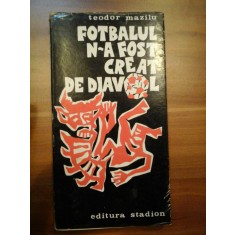 teodor mazilu
FOTBALUL
N-A FOST
CREAT
DE DIAVOL
editura stadion